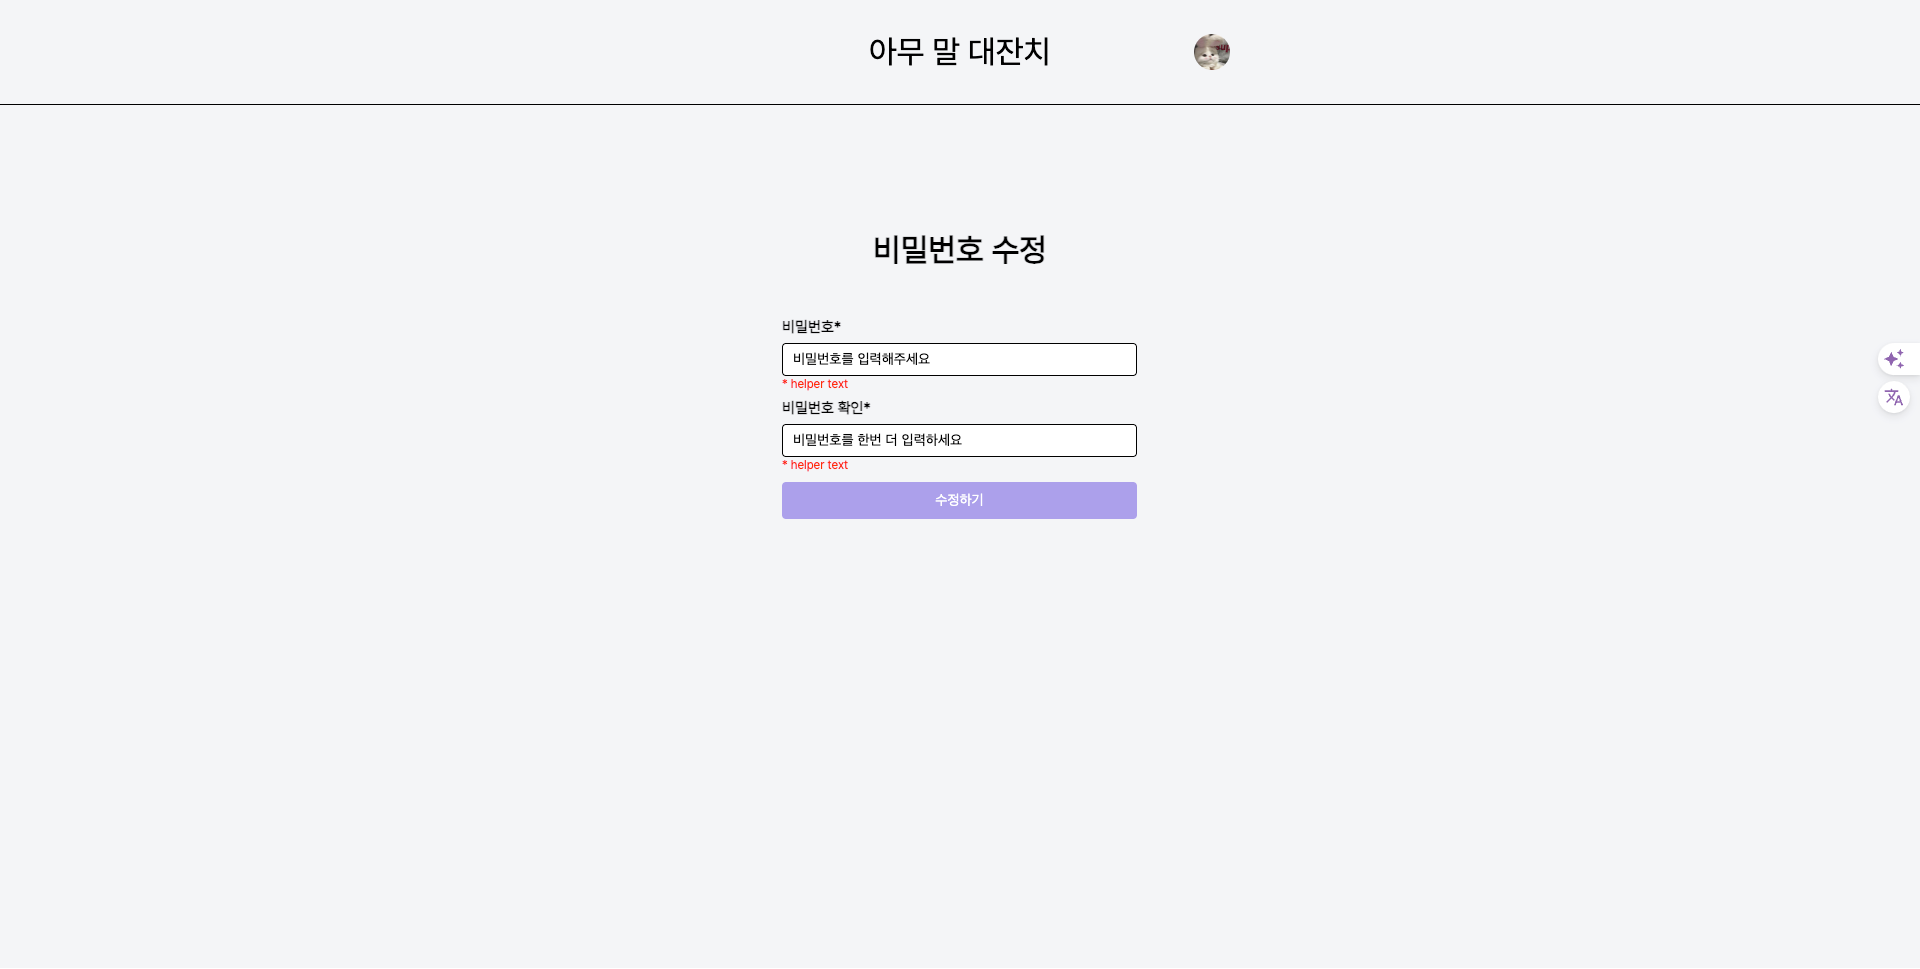 아무 말 대잔치
비밀번호 수정
비밀번호*
비밀번호를 입력해주세요
* helper text
비밀번호 확인*
비밀번호를 한번 더 입력하세요
* helper text
수정하기